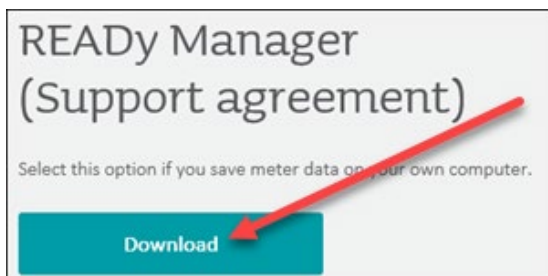 READy Manager
(Support agreement)
Select this option if you save meter data on your own computer.
Download